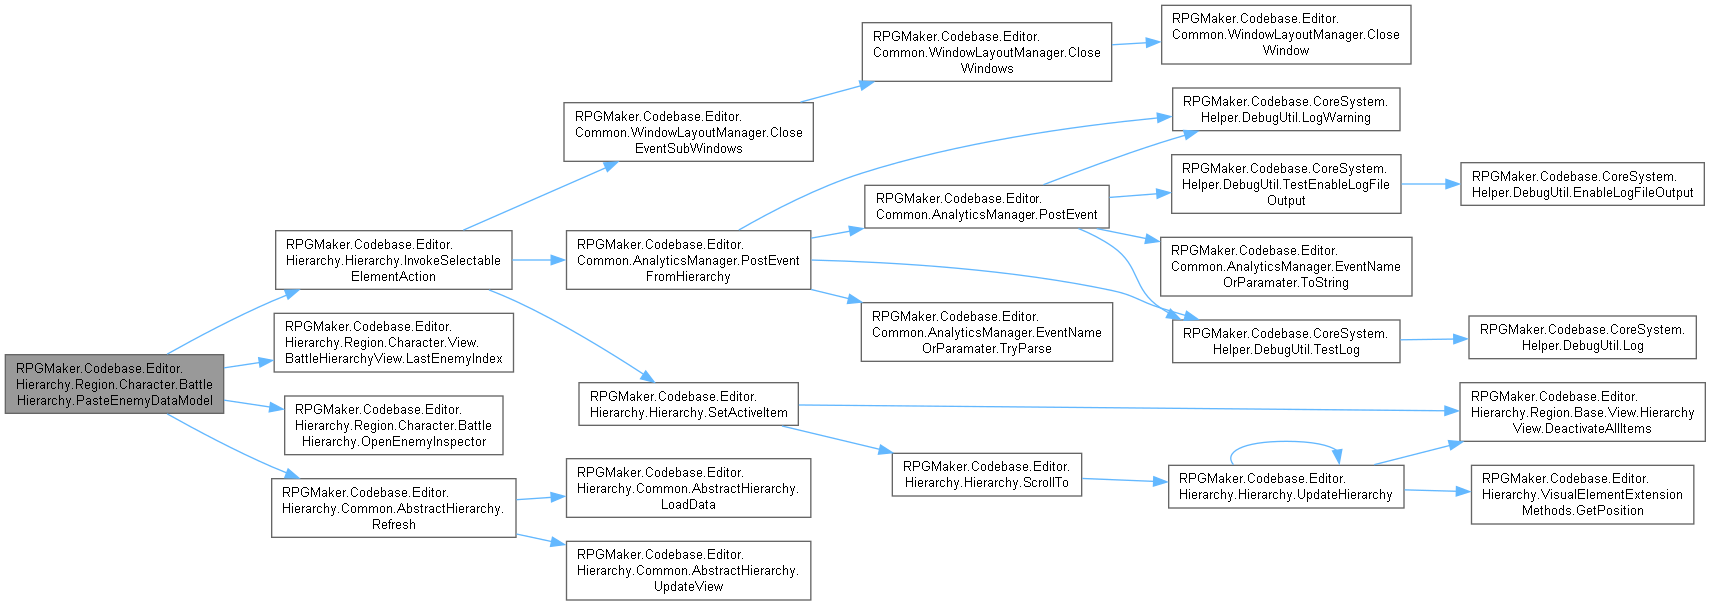 RPGMaker.Codebase.Editor.
Hierarchy.Region.Character.Battle
Hierarchy.PasteEnemyDataModel
RPGMaker.Codebase.Editor.
Hierarchy.Hierarchy.InvokeSelectable
ElementAction
RPGMaker.Codebase.Editor.
Hierarchy.Region.Character.View.
BattleHierarchyView.LastEnemyIndex
RPGMaker.Codebase.Editor.
Hierarchy.Region.Character.Battle
Hierarchy.OpenEnemyInspector
RPGMaker.Codebase.Editor.
Hierarchy.Common.AbstractHierarchy.
Refresh
RPGMaker.Codebase.Editor.
Common.WindowLayoutManager.Close
EventSubWindows
RPGMaker.Codebase.Editor.
Common.AnalyticsManager.PostEvent
FromHierarchy
RPGMaker.Codebase.Editor.
Hierarchy.Hierarchy.SetActiveItem
RPGMaker.Codebase.Editor.
Hierarchy.Common.AbstractHierarchy.
LoadData
RPGMaker.Codebase.Editor.
Hierarchy.Common.AbstractHierarchy.
UpdateView
RPGMaker.Codebase.Editor.
Common.WindowLayoutManager.Close
Windows
RPGMaker.Codebase.Editor.
Common.AnalyticsManager.PostEvent
RPGMaker.Codebase.Editor.
Common.AnalyticsManager.EventName
OrParamater.TryParse
RPGMaker.Codebase.Editor.
Hierarchy.Hierarchy.ScrollTo
RPGMaker.Codebase.Editor.
Common.WindowLayoutManager.Close
Window
RPGMaker.Codebase.CoreSystem.
Helper.DebugUtil.LogWarning
RPGMaker.Codebase.CoreSystem.
Helper.DebugUtil.TestEnableLogFile
Output
RPGMaker.Codebase.Editor.
Common.AnalyticsManager.EventName
OrParamater.ToString
RPGMaker.Codebase.CoreSystem.
Helper.DebugUtil.TestLog
RPGMaker.Codebase.Editor.
Hierarchy.Hierarchy.UpdateHierarchy
RPGMaker.Codebase.CoreSystem.
Helper.DebugUtil.EnableLogFileOutput
RPGMaker.Codebase.CoreSystem.
Helper.DebugUtil.Log
RPGMaker.Codebase.Editor.
Hierarchy.Region.Base.View.Hierarchy
View.DeactivateAllItems
RPGMaker.Codebase.Editor.
Hierarchy.VisualElementExtension
Methods.GetPosition